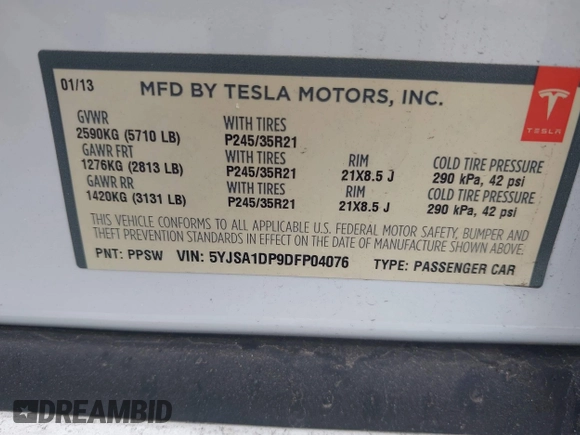 01/13 MFD BY TESLA MOTORS, INC.
TESLA
GVWR WITH TIRES
2590KG (5710 LB) P245/35R21
GAWR FRT WITH TIRES RIM COLD TIRE PRESSURE
1276KG (2813 LB) P245/35R21 21X8.5 J 290 kPa, 42 psi
GAWR RR WITH TIRES RIM COLD TIRE PRESSURE
1420KG (3131 LB) P245/35R21 21X8.5 J 290 kPa, 42 psi
THIS VEHICLE CONFORMS TO ALL APPLICABLE U.S. FEDERAL MOTOR SAFETY, BUMPER AND
THEFT PREVENTION STANDARDS IN EFFECT ON THE DATE OF MANUFACTURE SHOWN ABOVE.
PNT: PPSW VIN: 5YJSA1DP9DFP04076 TYPE: PASSENGER CAR
DREAMBID